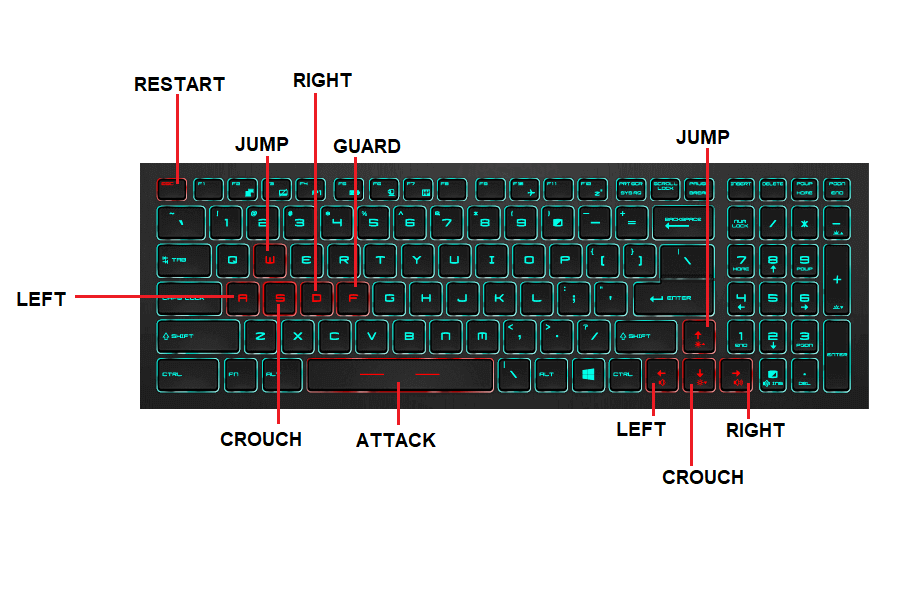 RIGHT
RESTART
JUMP
JUMP
GUARD
ESC F1 F2 F3 F4 F5 F6 F7 F8 F9 F10 F11 F12 PRTSCR SYSRQ SCROLL LOCK PAUSE BREAK INSERT DELETE PGUP HOME PGDN END
~ ` ! 1 @ 2 # 3 4 % 5 ^ 6 & 7 * 8 ( 9 ) — − + = BACKSPACE NUM LOCK / * −
TAB Q W E R T Y U I O P { [ } ] | \ 7 HOME 8 9 PGUP +
CAPS LOCK A S D F G H J K L : ; " ' ENTER 4 5 6
LEFT
SHIFT Z X C V B N M < , > . ? / SHIFT 1 END 2 3 PGDN ENTER
CTRL FN ALT | \ ALT CTRL INS . DEL
LEFT
RIGHT
CROUCH
ATTACK
CROUCH